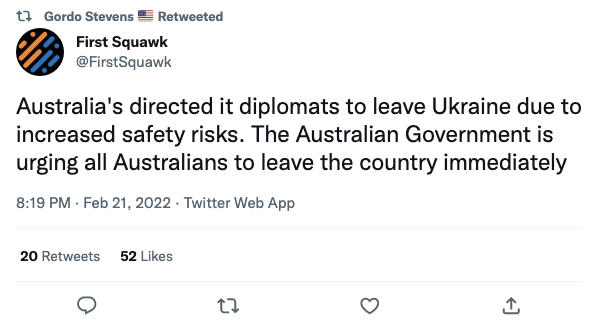 Gordo Stevens 🇺🇸 Retweeted
First Squawk
@FirstSquawk
Australia's directed it diplomats to leave Ukraine due to
increased safety risks. The Australian Government is
urging all Australians to leave the country immediately
8:19 PM · Feb 21, 2022 · Twitter Web App
20 Retweets 52 Likes